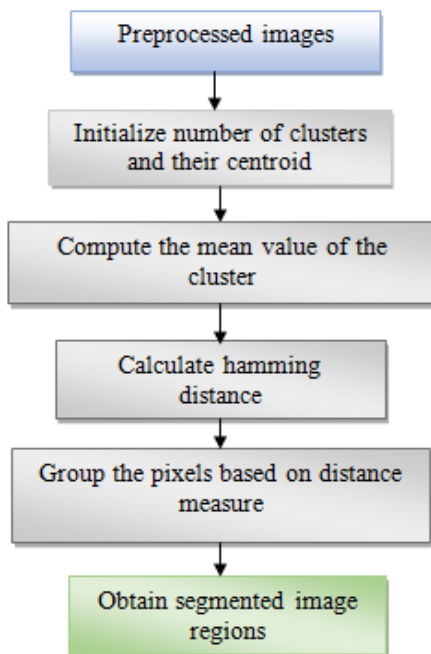 Preprocessed images
Initialize number of clusters
and their centroid
Compute the mean value of the
cluster
Calculate hamming
distance
Group the pixels based on distance
measure
Obtain segmented image
regions